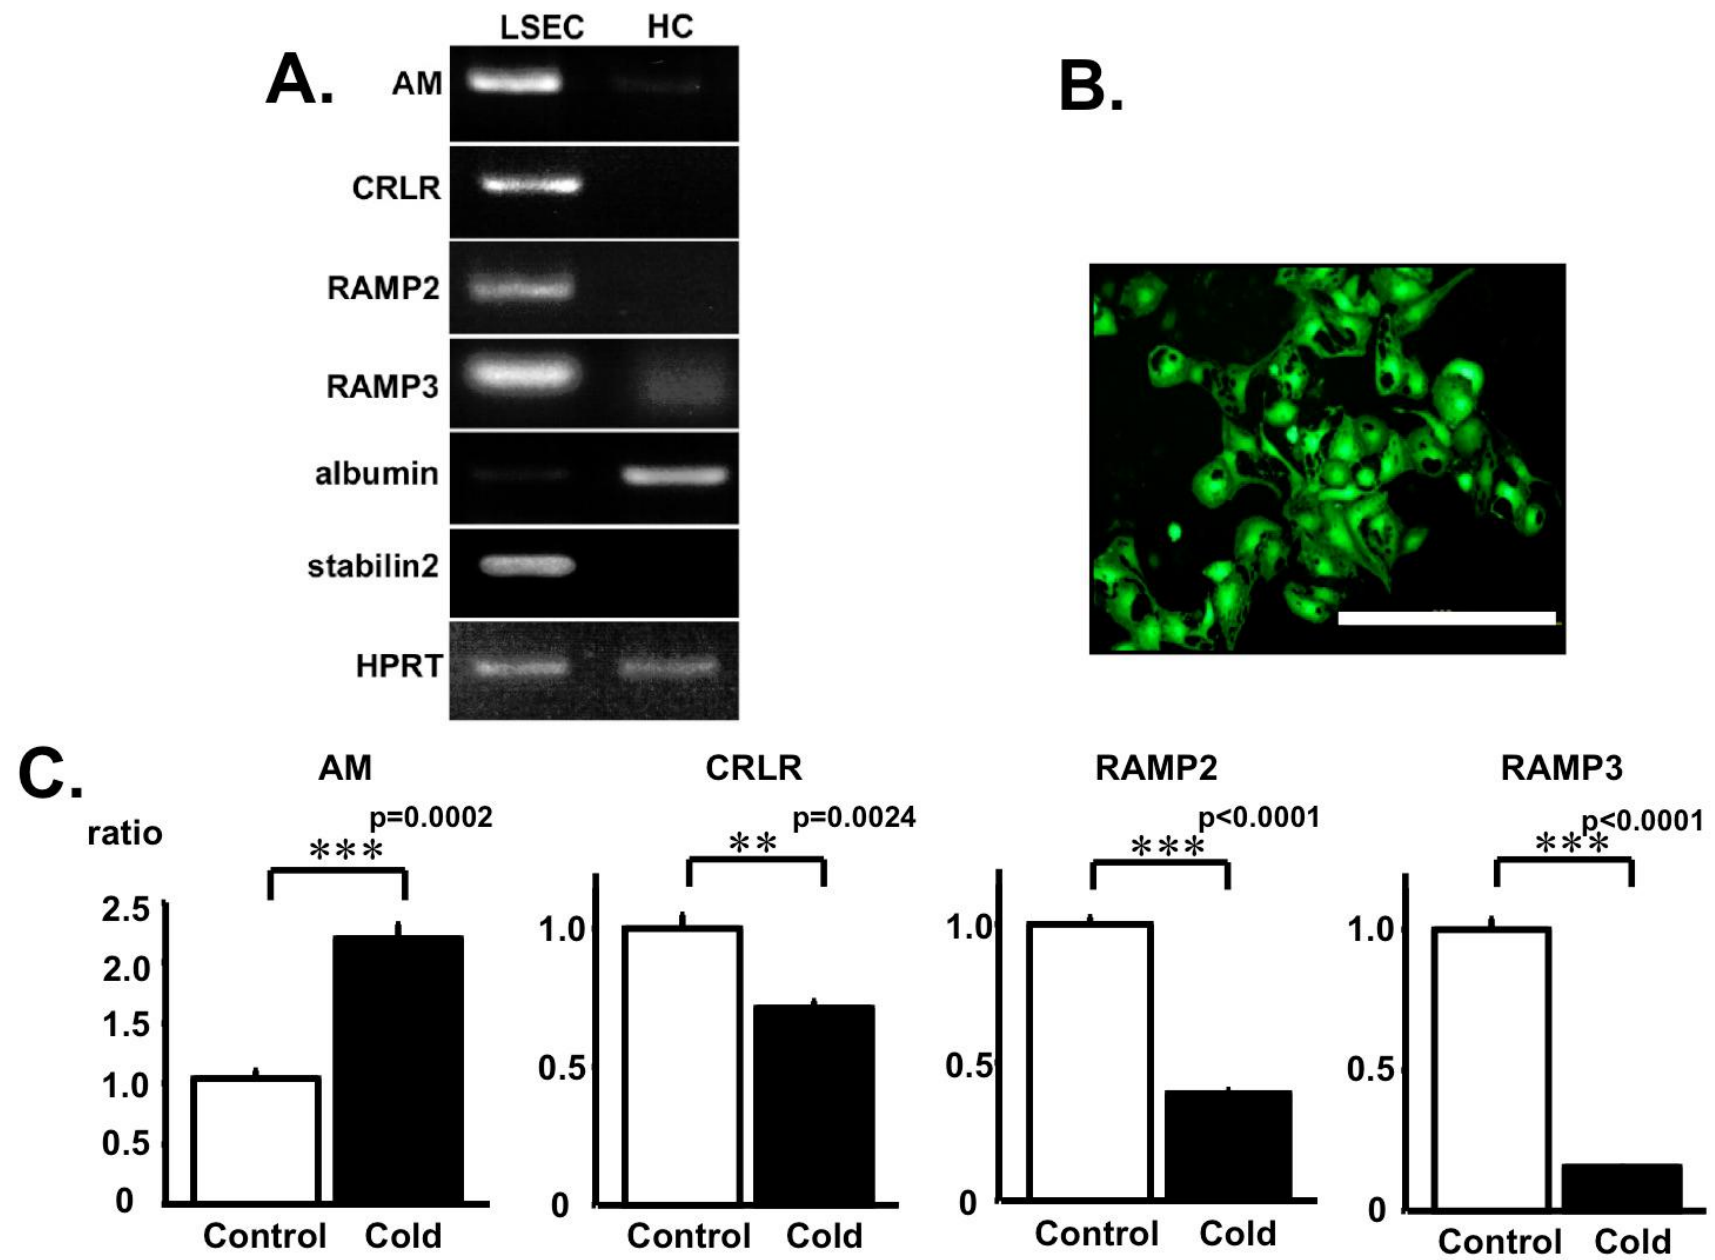 A.
LSEC HC
AM
CRLR
RAMP2
RAMP3
albumin
stabilin2
HPRT
B.
C.
AM
p=0.0002
ratio
***
2.5
2.0
1.5
1.0
0.5
0
Control Cold
CRLR
p=0.0024
**
1.0
0.5
0
Control Cold
RAMP2
p<0.0001
***
1.0
0.5
0
Control Cold
RAMP3
p<0.0001
***
1.0
0.5
0
Control Cold